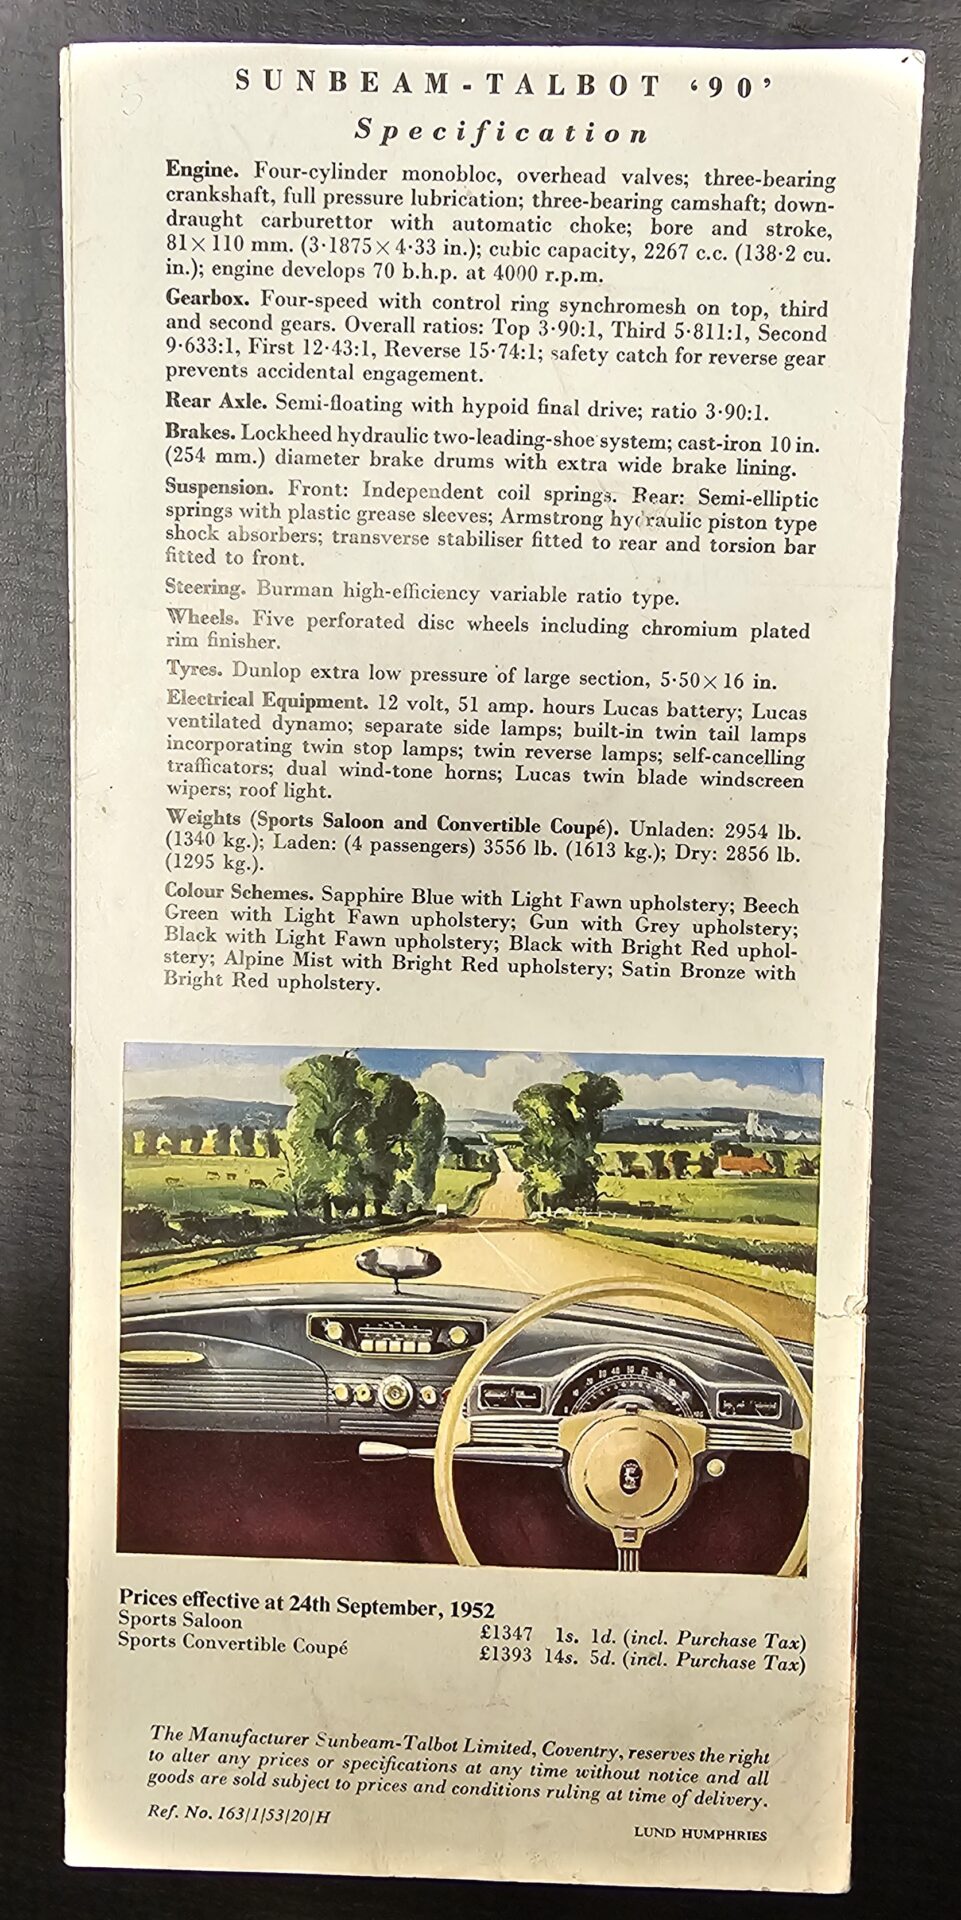 SUNBEAM-TALBOT ‘90’
Specification
Engine. Four-cylinder monobloc, overhead valves; three-bearing
crankshaft, full pressure lubrication; three-bearing camshaft; down-
draught carburettor with automatic choke; bore and stroke,
81 × 110 mm. (3·1875 × 4·33 in.); cubic capacity, 2267 c.c. (138·2 cu.
in.); engine develops 70 b.h.p. at 4000 r.p.m.
Gearbox. Four-speed with control ring synchromesh on top, third
and second gears. Overall ratios: Top 3·90:1, Third 5·811:1, Second
9·633:1, First 12·43:1, Reverse 15·74:1; safety catch for reverse gear
prevents accidental engagement.
Rear Axle. Semi-floating with hypoid final drive; ratio 3·90:1.
Brakes. Lockheed hydraulic two-leading-shoe system; cast-iron 10 in.
(254 mm.) diameter brake drums with extra wide brake lining.
Suspension. Front: Independent coil springs. Rear: Semi-elliptic
springs with plastic grease sleeves; Armstrong hydraulic piston type
shock absorbers; transverse stabiliser fitted to rear and torsion bar
fitted to front.
Steering. Burman high-efficiency variable ratio type.
Wheels. Five perforated disc wheels including chromium plated
rim finisher.
Tyres. Dunlop extra low pressure of large section, 5·50 × 16 in.
Electrical Equipment. 12 volt, 51 amp. hours Lucas battery; Lucas
ventilated dynamo; separate side lamps; built-in twin tail lamps
incorporating twin stop lamps; twin reverse lamps; self-cancelling
trafficators; dual wind-tone horns; Lucas twin blade windscreen
wipers; roof light.
Weights (Sports Saloon and Convertible Coupé). Unladen: 2954 lb.
(1340 kg.); Laden: (4 passengers) 3556 lb. (1613 kg.); Dry: 2856 lb.
(1295 kg.).
Colour Schemes. Sapphire Blue with Light Fawn upholstery; Beech
Green with Light Fawn upholstery; Gun with Grey upholstery;
Black with Light Fawn upholstery; Black with Bright Red uphol-
stery; Alpine Mist with Bright Red upholstery; Satin Bronze with
Bright Red upholstery.
Prices effective at 24th September, 1952
Sports Saloon £1347 1s. 1d. (incl. Purchase Tax)
Sports Convertible Coupé £1393 14s. 5d. (incl. Purchase Tax)
The Manufacturer Sunbeam-Talbot Limited, Coventry, reserves the right
to alter any prices or specifications at any time without notice and all
goods are sold subject to prices and conditions ruling at time of delivery.
Ref. No. 163/1/53/20/H
LUND HUMPHRIES